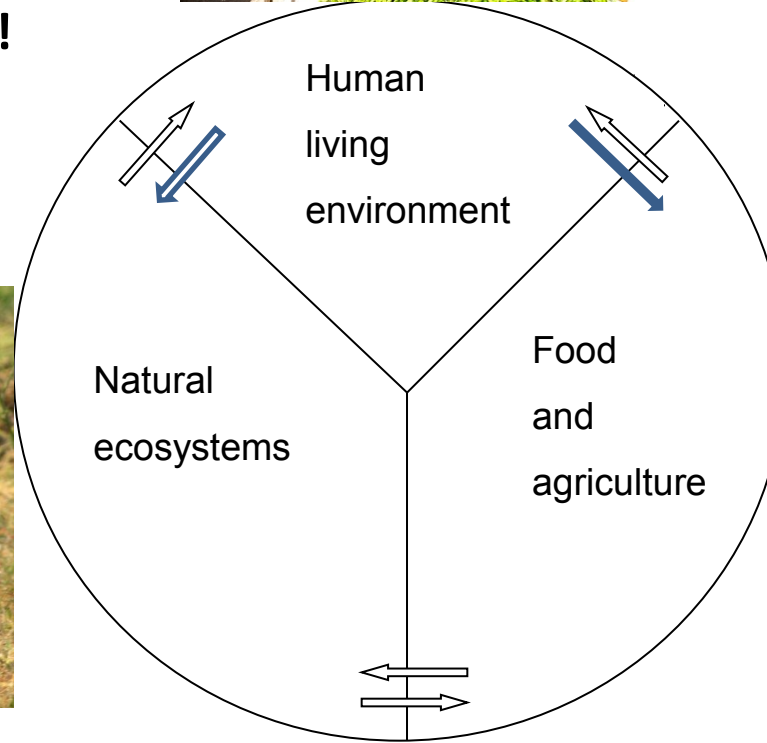 !
Human
living
environment
Natural
ecosystems
Food
and
agriculture